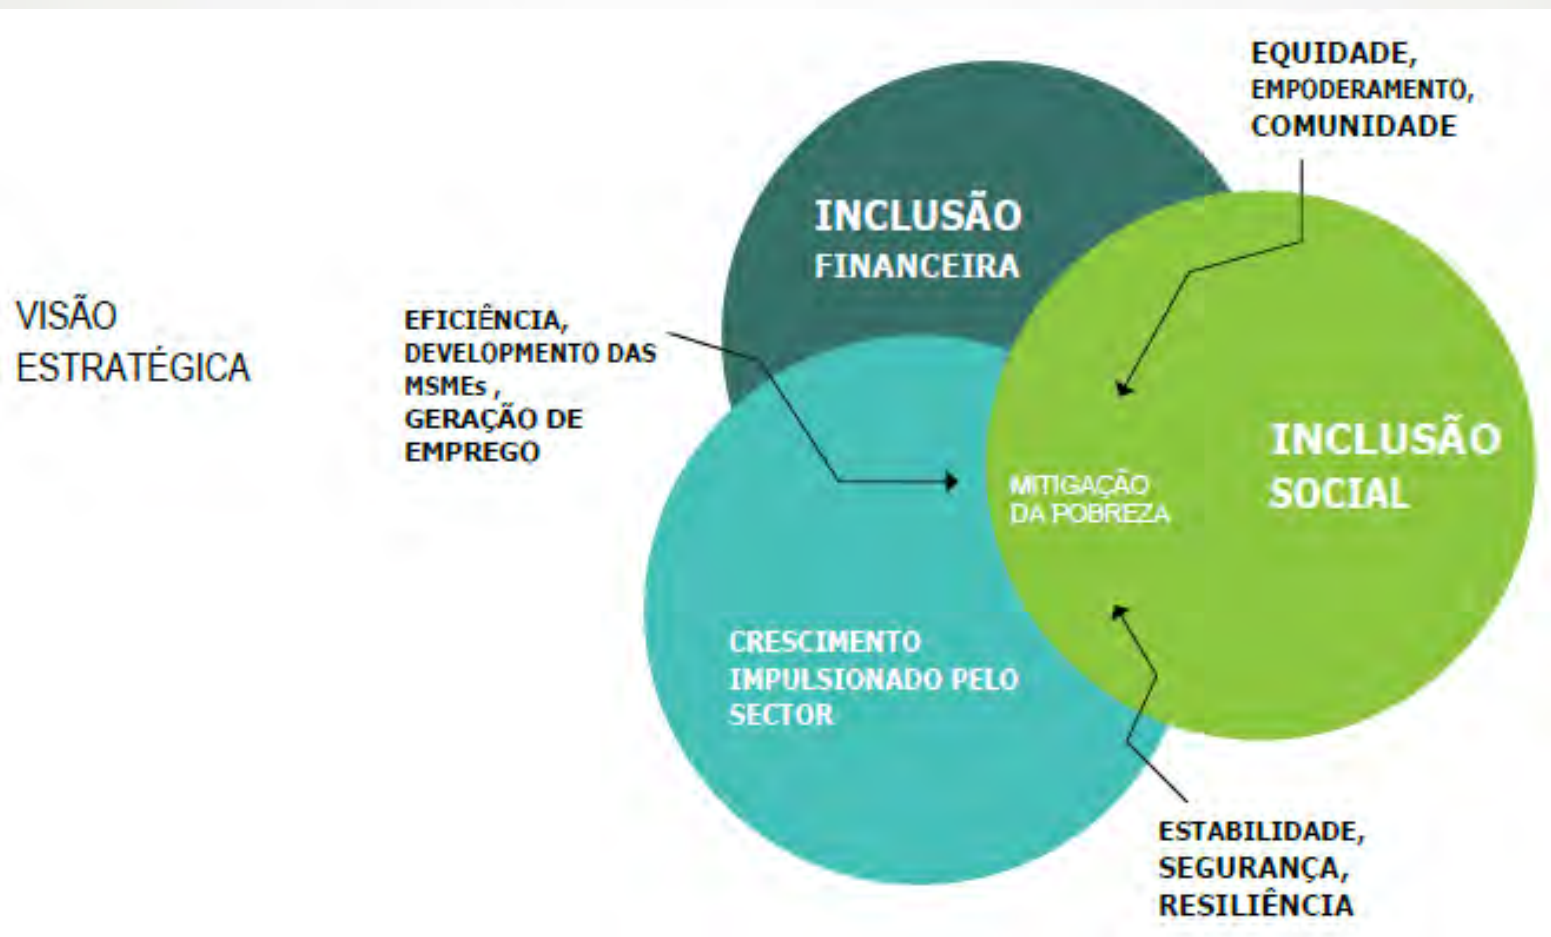 VISÃO
ESTRATÉGICA
EQUIDADE,
EMPODERAMENTO,
COMUNIDADE
INCLUSÃO
FINANCEIRA
EFICIÊNCIA,
DEVELOPMENTO DAS
MSMEs ,
GERAÇÃO DE
EMPREGO
INCLUSÃO
SOCIAL
MITIGAÇÃO
DA POBREZA
CRESCIMENTO
IMPULSIONADO PELO
SECTOR
ESTABILIDADE,
SEGURANÇA,
RESILIÊNCIA